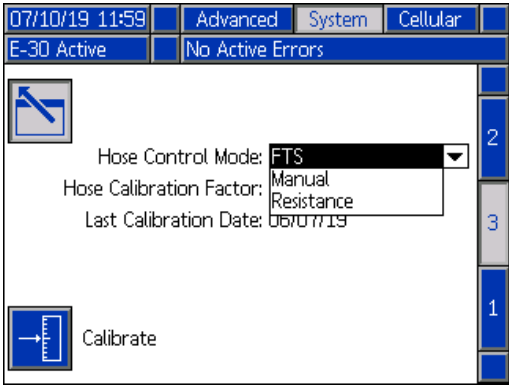 07/10/19 11:59 Advanced System Cellular
E-30 Active No Active Errors
2
Hose Control Mode: FTS
Manual
Hose Calibration Factor:
Resistance
Last Calibration Date: 06/07/19
3
1
Calibrate